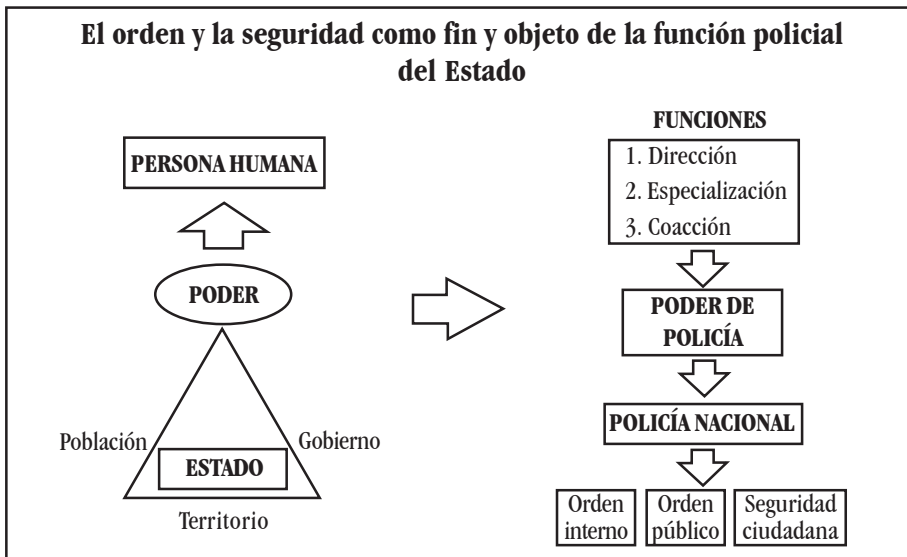 El orden y la seguridad como fin y objeto de la función policial
del Estado
PERSONA HUMANA
PODER
Población
Gobierno
ESTADO
Territorio
FUNCIONES
1. Dirección
2. Especialización
3. Coacción
PODER DE
POLICÍA
POLICÍA NACIONAL
Orden
interno
Orden
público
Seguridad
ciudadana